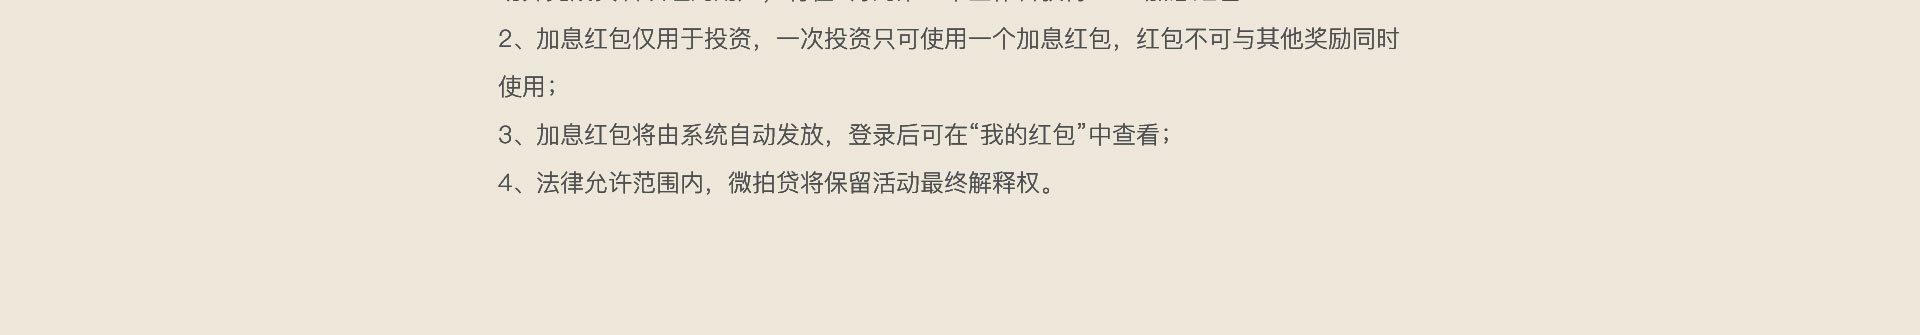 2、加息红包仅用于投资，一次投资只可使用一个加息红包，红包不可与其他奖励同时
使用；
3、加息红包将由系统自动发放，登录后可在“我的红包”中查看；
4、法律允许范围内，微拍贷将保留活动最终解释权。